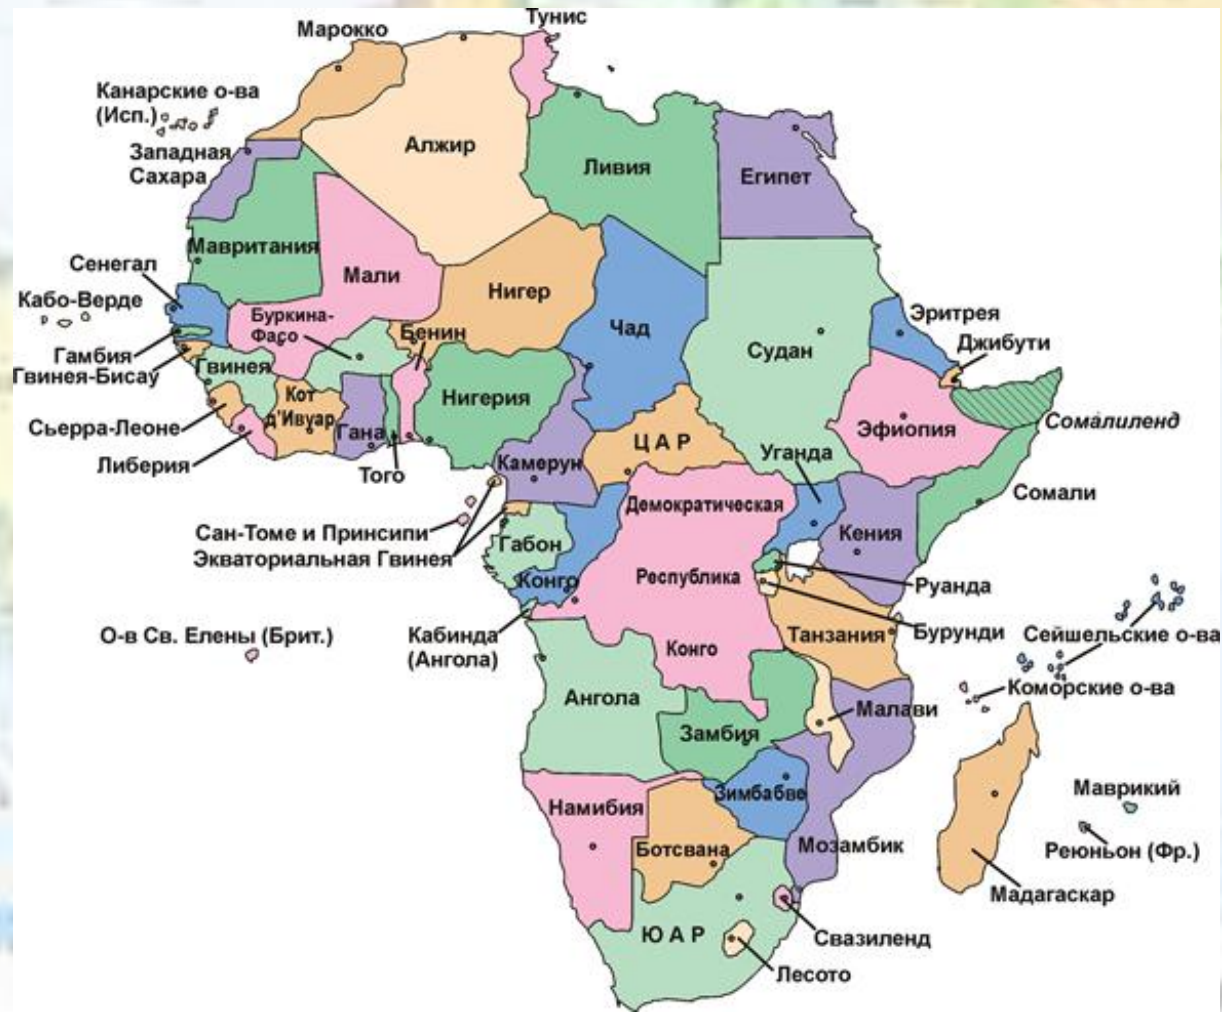 Тунис
Марокко
Канарские о-ва
(Исп.)
Алжир
Западная
Сахара
Ливия
Египет
Мавритания
Сенегал
Мали
Нигер
Кабо-Верде
Буркина-
Фасо
Бенин
Чад
Эритрея
Джибути
Судан
Гамбия
Гвинея-Бисау
Гвинея
Кот
д'Ивуар
Нигерия
Сомалиленд
Сьерра-Леоне
Гана
Эфиопия
ЦАР
Уганда
Либерия
Того
Камерун
Сомали
Демократическая
Сан-Томе и Принсипи
Экваториальная Гвинея
Габон
Кения
Конго
Республика
Руанда
О-в Св. Елены (Брит.)
Кабинда
(Ангола)
Танзания
Бурунди
Сейшельские о-ва
Конго
Коморские о-ва
Ангола
Малави
Замбия
Зимбабве
Маврикий
Намибия
Ботсвана
Мозамбик
Реюньон (Фр.)
Мадагаскар
ЮАР
Свазиленд
Лесото